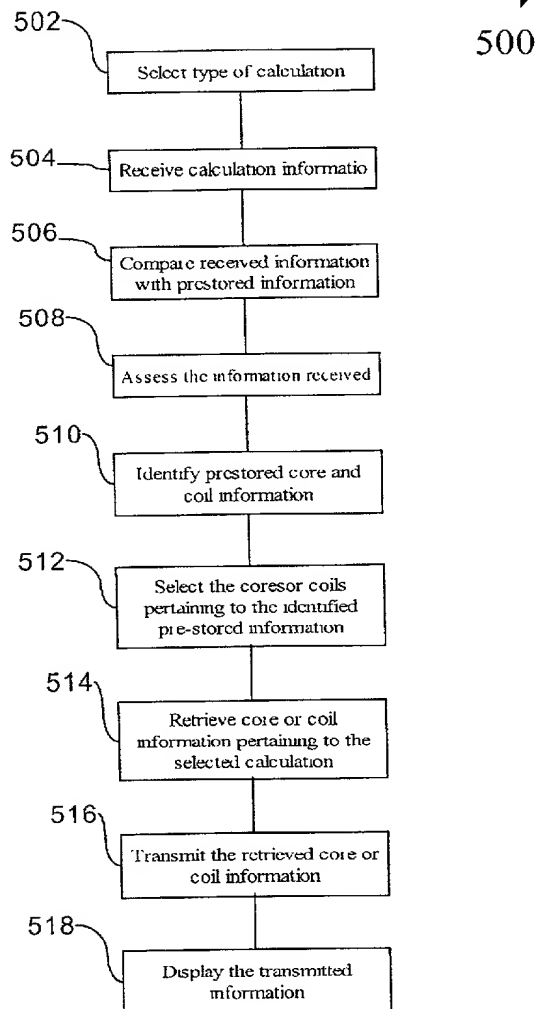 502
500
Select type of calculation
504
Receive calculation informatio
506
Compare received information
with prestored information
508
Assess the information received
510
Identify prestored core and
coil information
512
Select the coresor coils
pertaining to the identified
pre-stored information
514
Retrieve core or coil
information pertaining to the
selected calculation
516
Transmit the retrieved core or
coil information
518
Display the transmitted
information